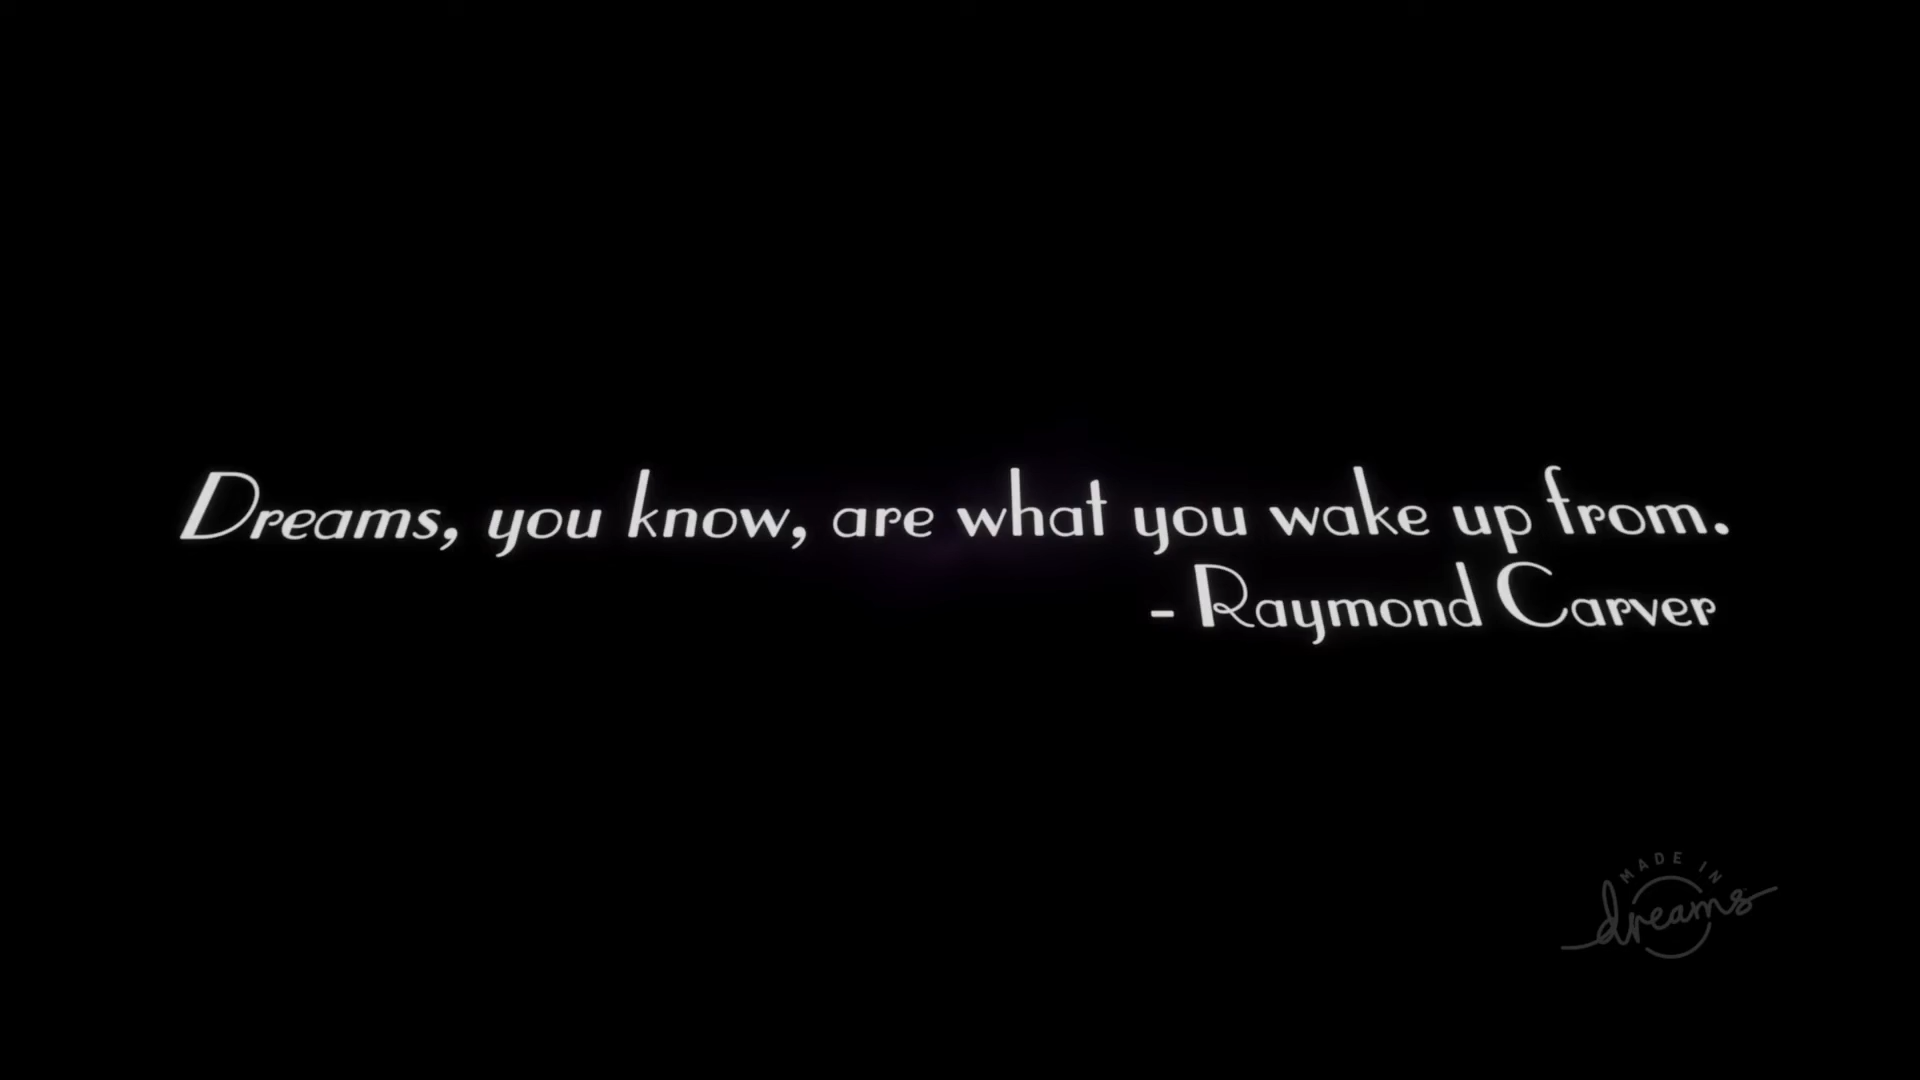 Dreams, you know, are what you wake up from.
- Raymond Carver
MADE IN
dreams